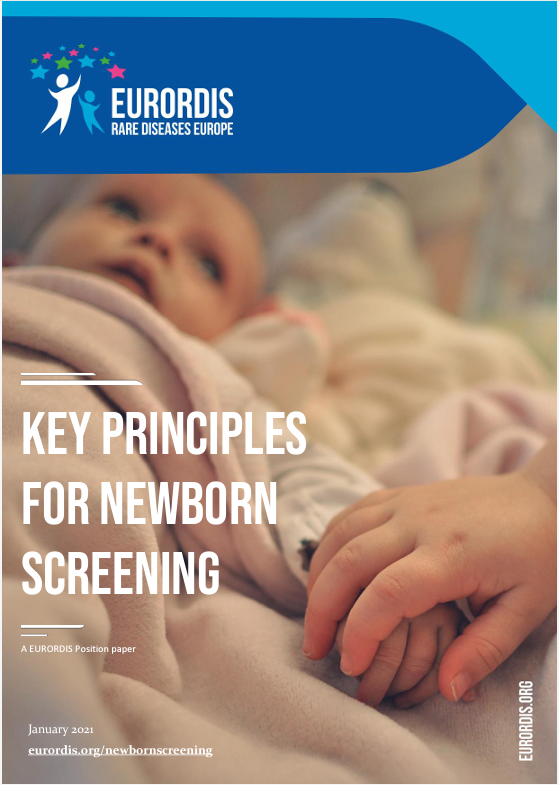 EURORDIS
RARE DISEASES EUROPE
KEY PRINCIPLES
FOR NEWBORN
SCREENING
A EURORDIS Position paper
January 2021
eurordis.org/newbornscreening
EURORDIS.ORG